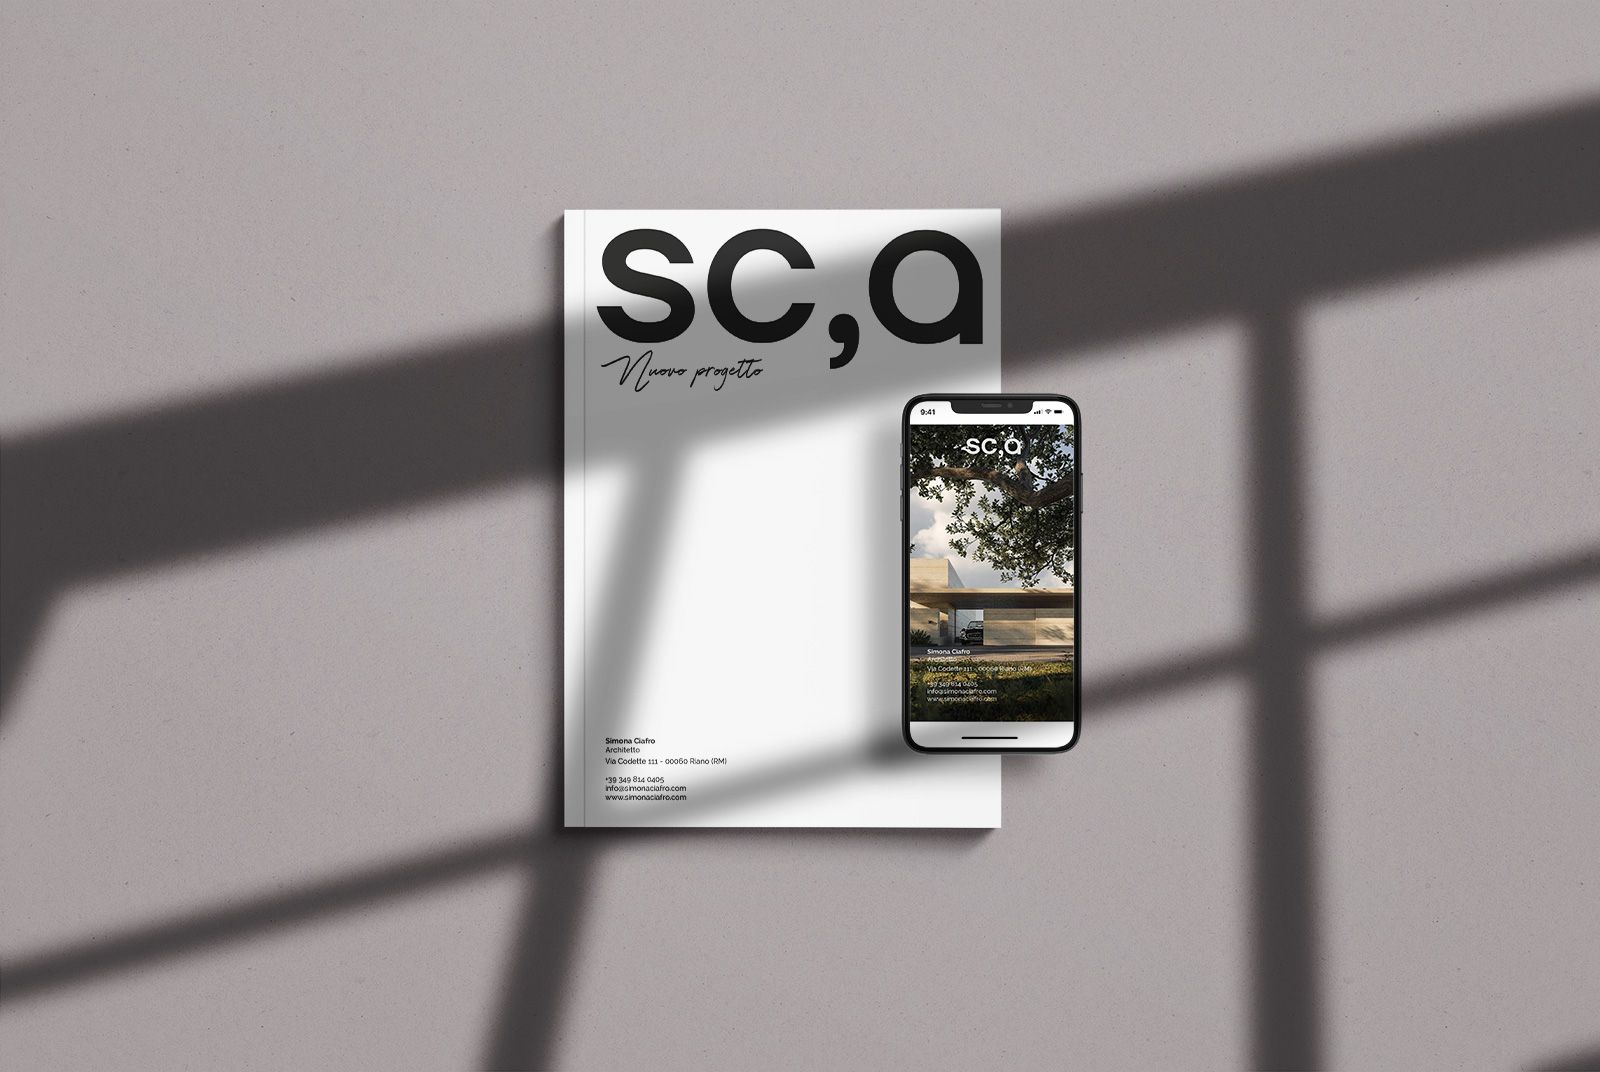 sc,a
Nuovo progetto
Simona Ciafro
Architetto
Via Codette 111 - 00060 Riano (RM)
+39 349 814 0405
info@simonaciafro.com
www.simonaciafro.com
9:41
sc,a
Simona Ciafro
Architetto
Via Codette 111 - 00060 Riano (RM)
+39 349 814 0405
info@simonaciafro.com
www.simonaciafro.com